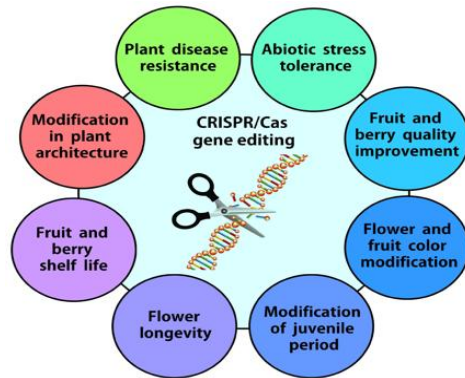 Plant disease
resistance
Abiotic stress
tolerance
Modification
in plant
architecture
CRISPR/Cas
gene editing
Fruit and
berry quality
improvement
Fruit and
berry
shelf life
Flower and
fruit color
modification
Flower
longevity
Modification
of juvenile
period